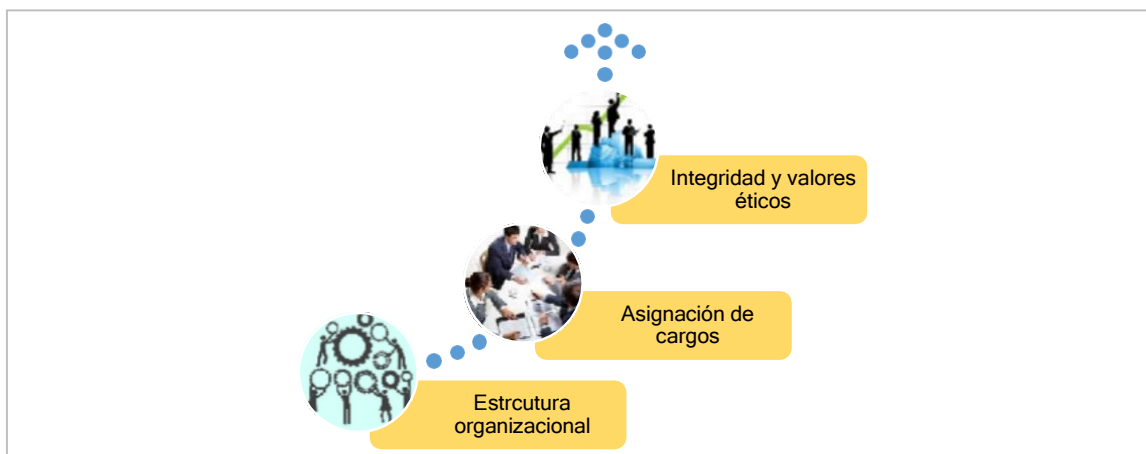 Integridad y valores
éticos
Asignación de
cargos
Estrcutura
organizacional